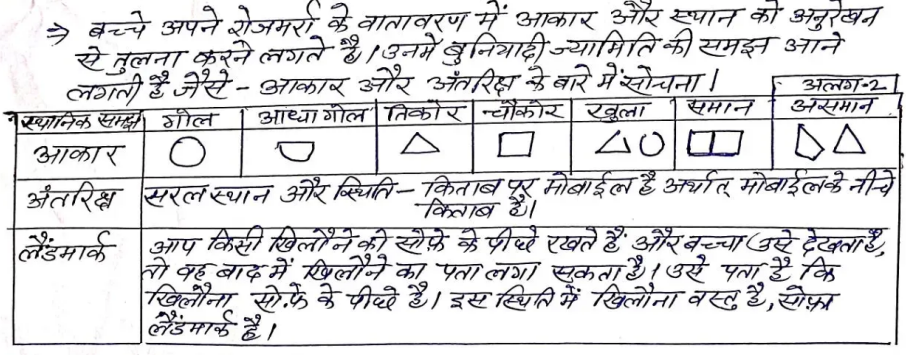 ⇒ बच्चे अपने रोजमर्रा के वातावरण में आकार और स्थान को अनुरेखन
से तुलना करने लगते है। उनमे बुनियादी ज्यामिति की समझ आने
लगती है जैसे - आकार और अंतरिक्ष के बारे में सोचना।
अलग-2
स्थानिक समझ गोल आधा गोल तिकोर चौकोर खुला समान असमान
आकार
अंतरिक्ष सरल स्थान और स्थिति - किताब पर मोबाईल है अर्थात् मोबाईल के नीचे
किताब है।
लैंडमार्क आप किसी खिलौने को सोफ़े के पीछे रखते हैं और बच्चा उसे देखता है,
तो वह बाद में खिलौने का पता लगा सकता है। उसे पता है कि
खिलौना सोफ़े के पीछे है। इस स्थिति में खिलौना वस्तु है, सोफ़ा
लैंडमार्क है।